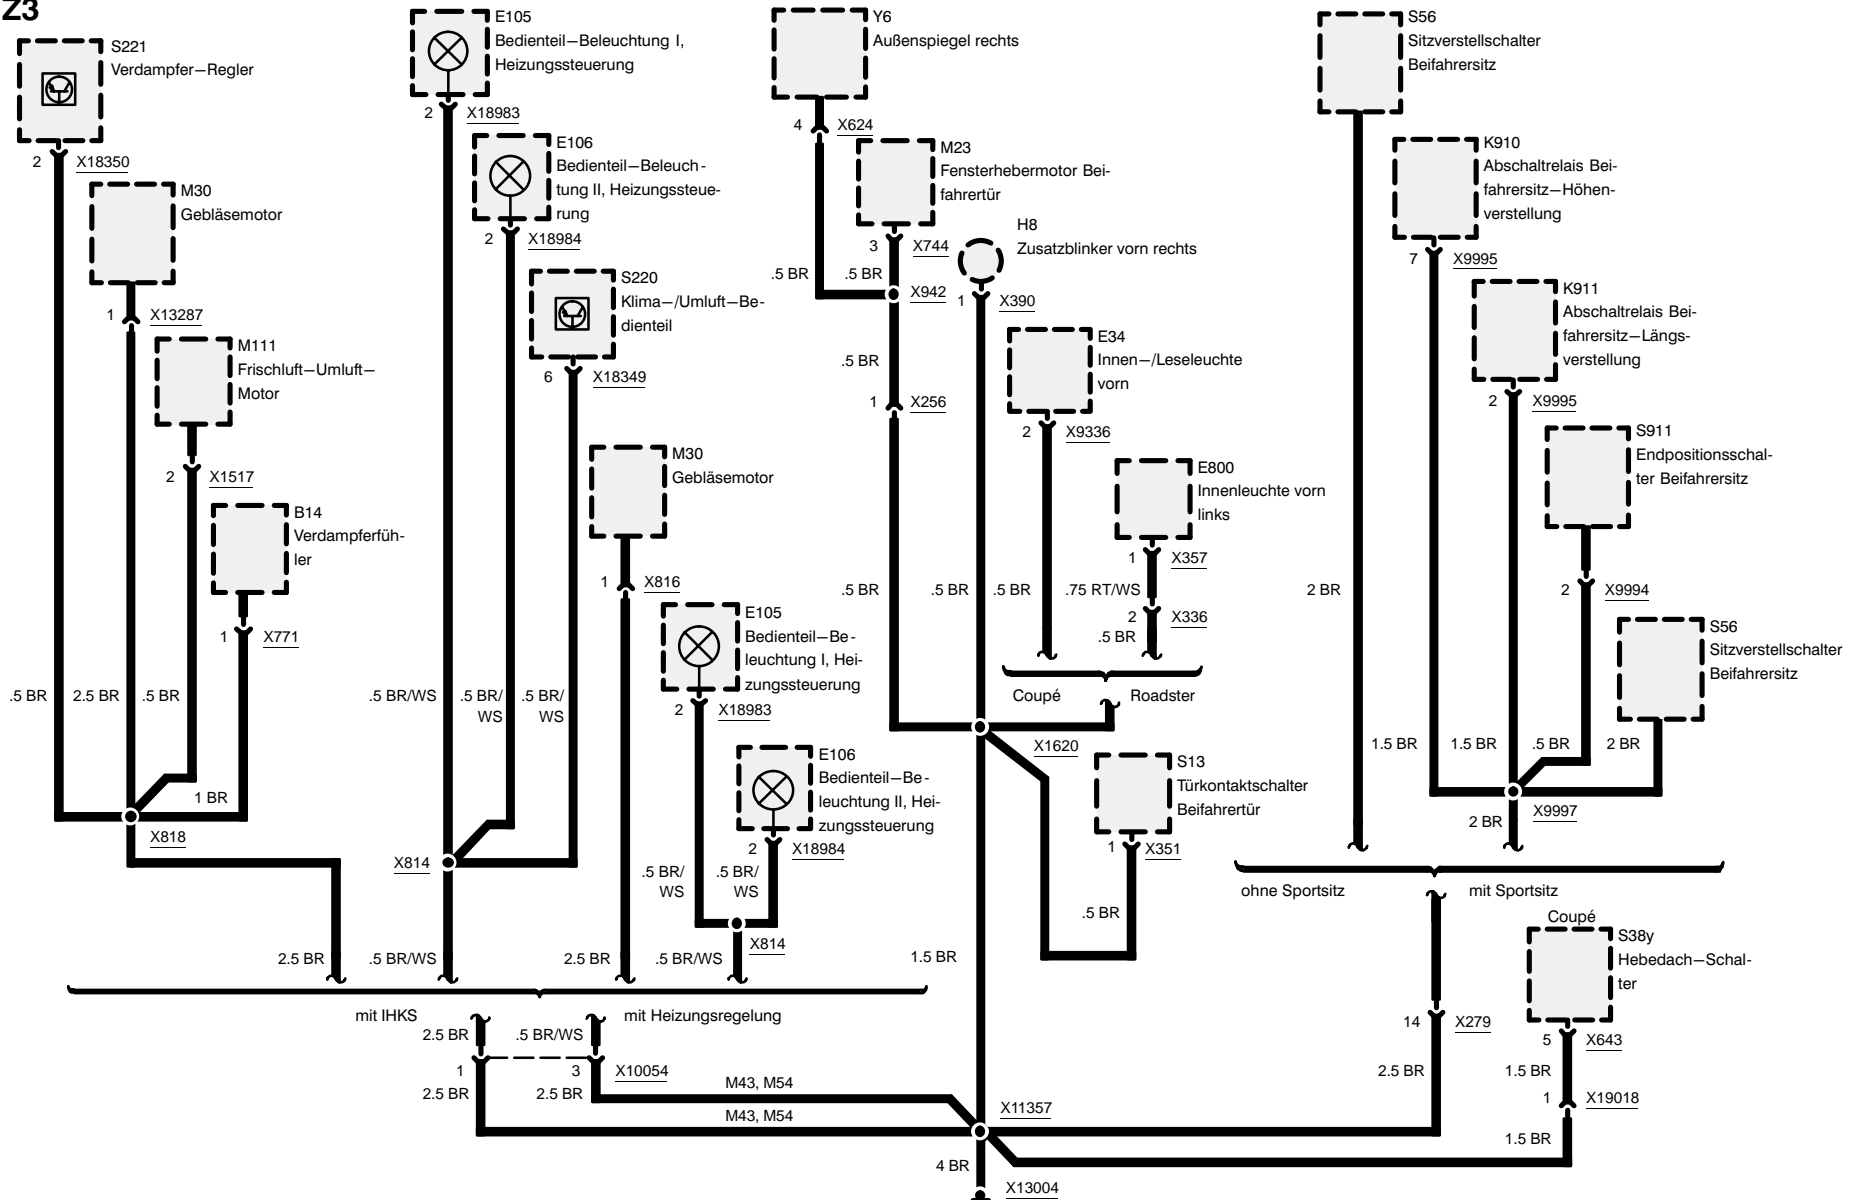 Z3
S221
Verdampfer–Regler
2
X18350
M30
Gebläsemotor
1
X13287
M111
Frischluft–Umluft–
Motor
2
X1517
B14
Verdampferfüh-
ler
1
X771
.5 BR
2.5 BR
.5 BR
1 BR
X818
2.5 BR
E105
Bedienteil–Beleuchtung I,
Heizungssteuerung
2
X18983
E106
Bedienteil–Beleuch-
tung II, Heizungssteue-
rung
2
X18984
S220
Klima–/Umluft–Be-
dienteil
6
X18349
.5 BR/WS
.5 BR/
WS
.5 BR/
WS
X814
.5 BR/WS
M30
Gebläsemotor
1
X816
2.5 BR
E105
Bedienteil–Be-
leuchtung I, Hei-
zungssteuerung
2
X18983
E106
Bedienteil–Be-
leuchtung II, Hei-
zungssteuerung
2
X18984
.5 BR/
WS
.5 BR/
WS
X814
.5 BR/WS
mit IHKS
mit Heizungsregelung
2.5 BR
.5 BR/WS
1
3
X10054
2.5 BR
2.5 BR
M43, M54
M43, M54
Y6
Außenspiegel rechts
4
X624
M23
Fensterhebermotor Bei-
fahrertür
3
X744
.5 BR
.5 BR
X942
H8
Zusatzblinker vorn rechts
1
X390
.5 BR
1
X256
E34
Innen–/Leseleuchte
vorn
2
X9336
E800
Innenleuchte vorn
links
1
X357
.5 BR
.5 BR
.5 BR
.75 RT/WS
2
X336
.5 BR
Coupé
Roadster
X1620
S13
Türkontaktschalter
Beifahrertür
1
X351
.5 BR
1.5 BR
S56
Sitzverstellschalter
Beifahrersitz
K910
Abschaltrelais Bei-
fahrersitz–Höhen-
verstellung
7
X9995
K911
Abschaltrelais Bei-
fahrersitz–Längs-
verstellung
2
X9995
S911
Endpositionsschal-
ter Beifahrersitz
2
X9994
S56
Sitzverstellschalter
Beifahrersitz
2 BR
1.5 BR
1.5 BR
.5 BR
2 BR
X9997
2 BR
ohne Sportsitz
mit Sportsitz
Coupé
S38y
Hebedach–Schal-
ter
14
X279
5
X643
2.5 BR
1.5 BR
1
X19018
1.5 BR
X11357
4 BR
X13004